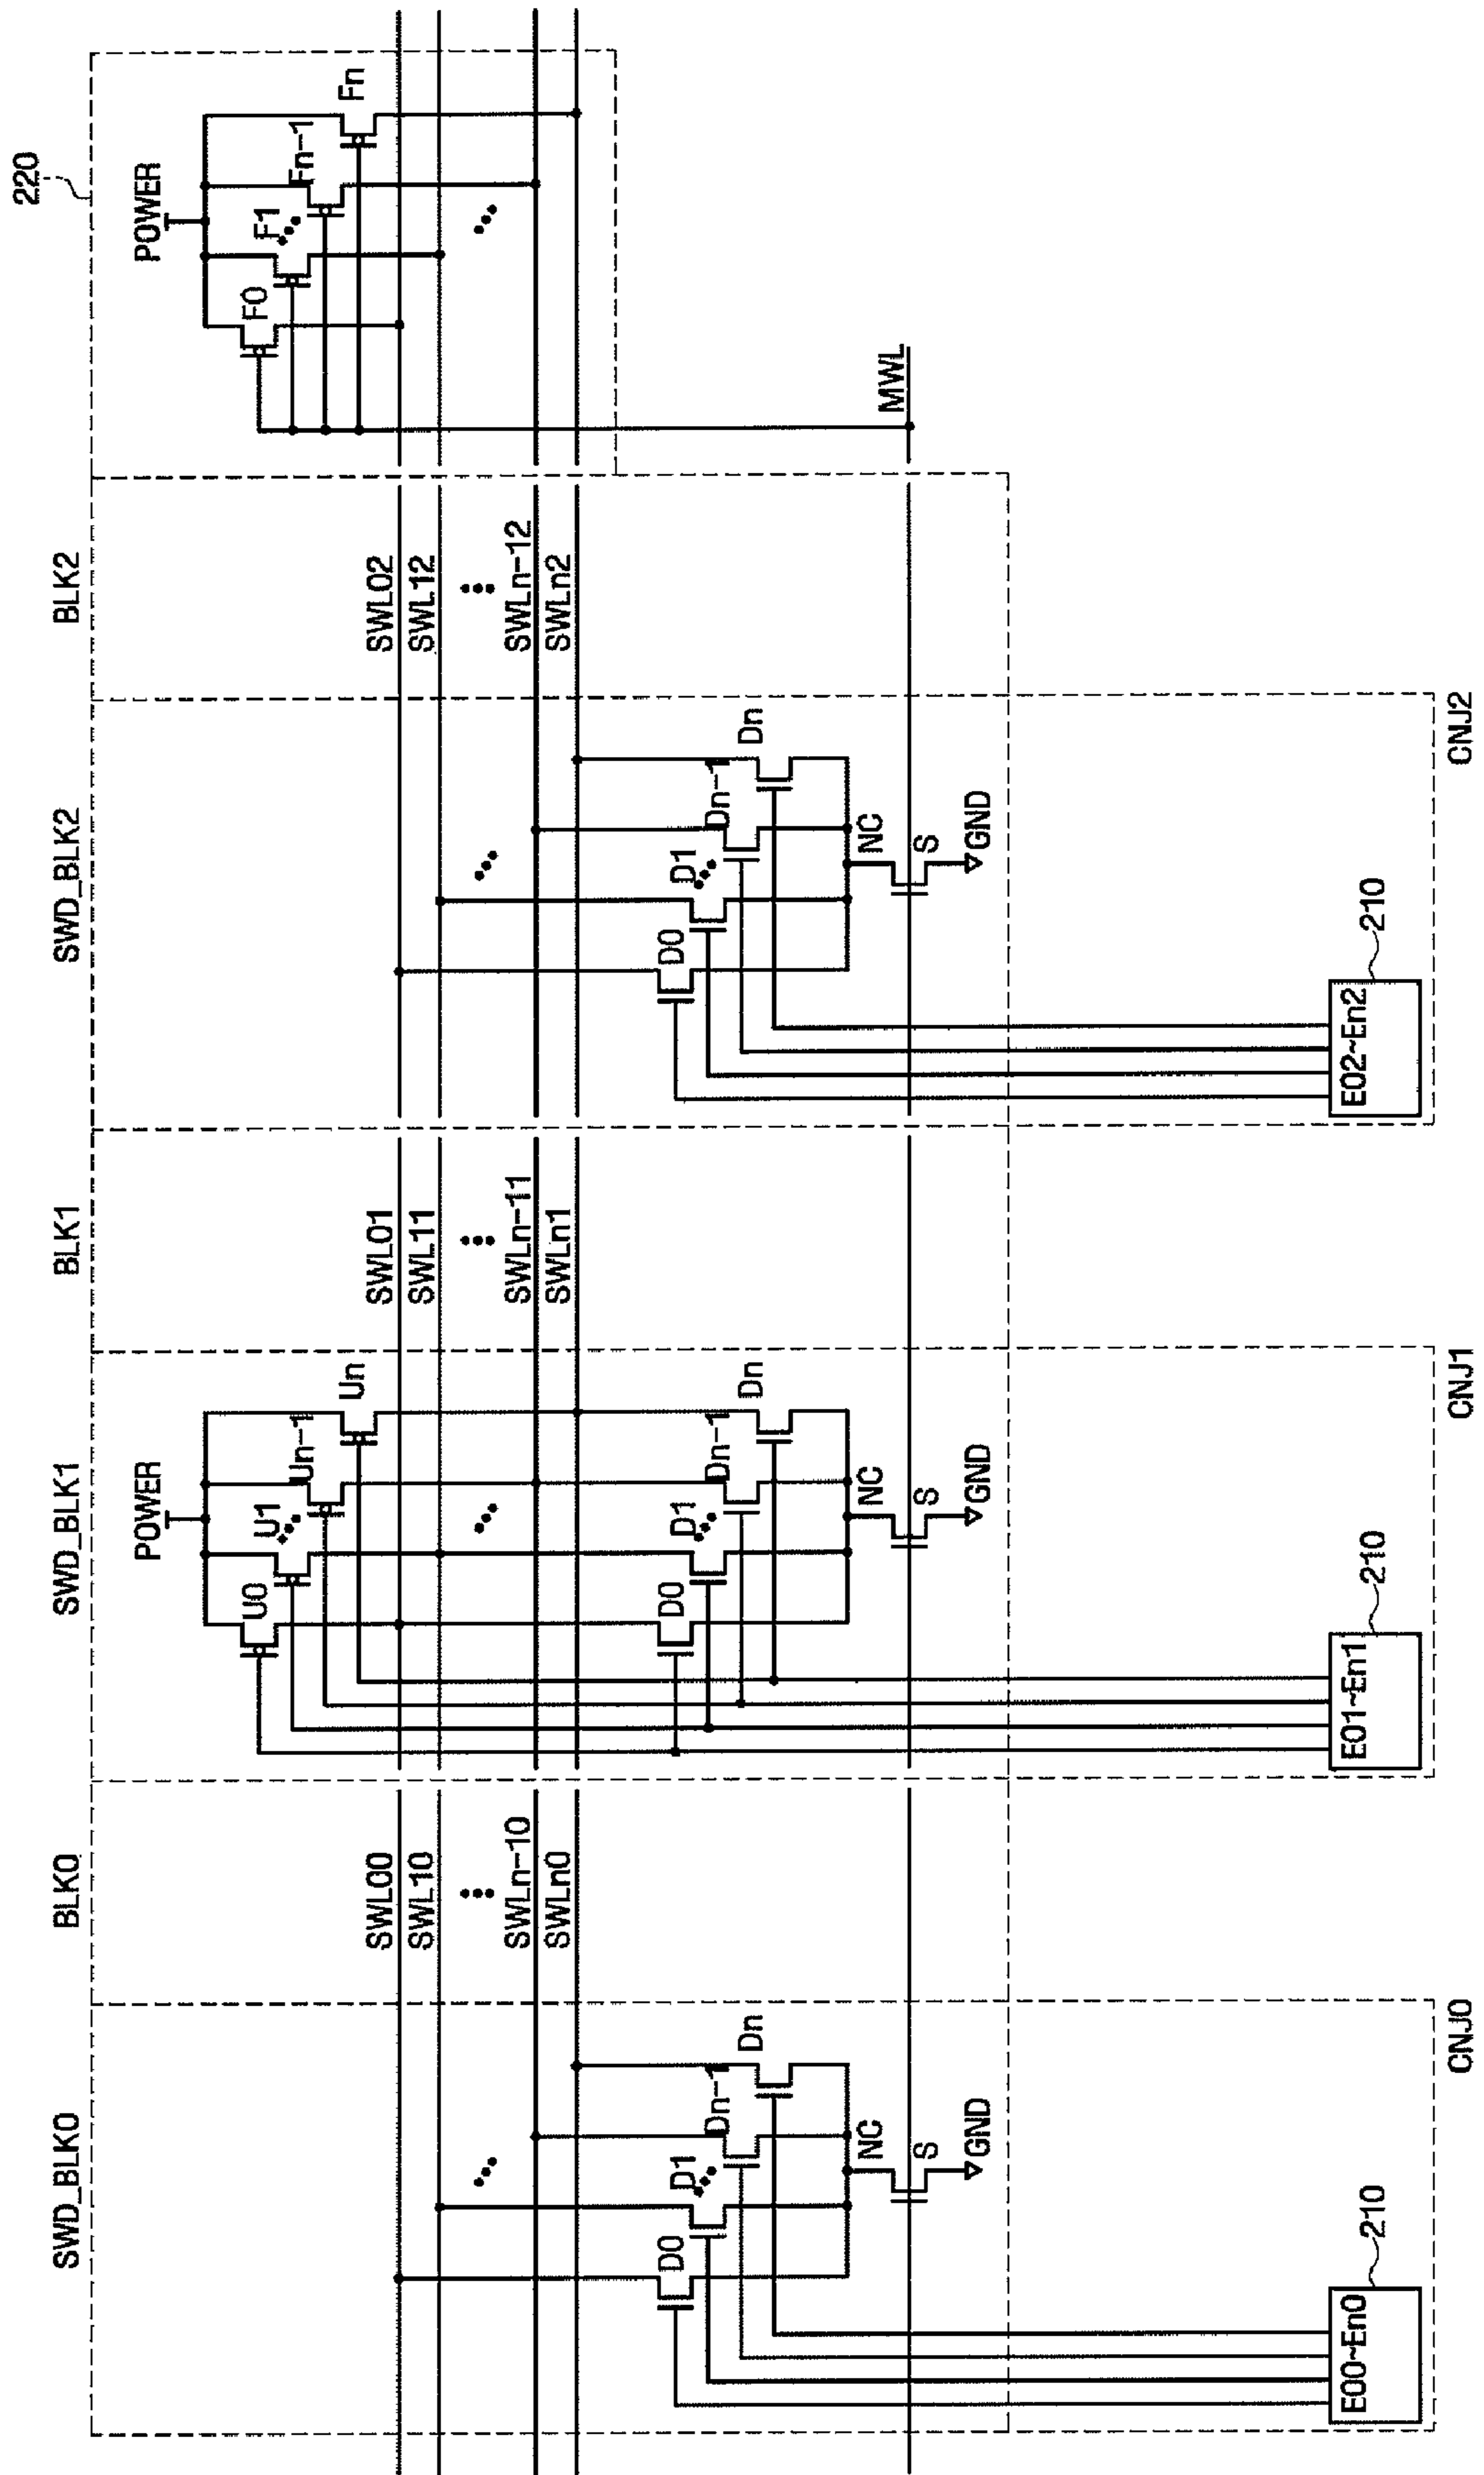 SWD_BLK0
BLK0
SWD_BLK1
BLK1
SWD_BLK2
BLK2
220
POWER
POWER
U0
U1
Un-1
Un
F0
F1
Fn-1
Fn
SWL00
SWL10
SWLn-10
SWLn0
SWL01
SWL11
SWLn-11
SWLn1
SWL02
SWL12
SWLn-12
SWLn2
D0
D1
Dn-1
Dn
D0
D1
Dn-1
Dn
D0
D1
Dn-1
Dn
NC
S
GND
NC
S
GND
NC
S
GND
MWL
E00~En0
210
E01~En1
210
E02~En2
210
CNJ0
CNJ1
CNJ2